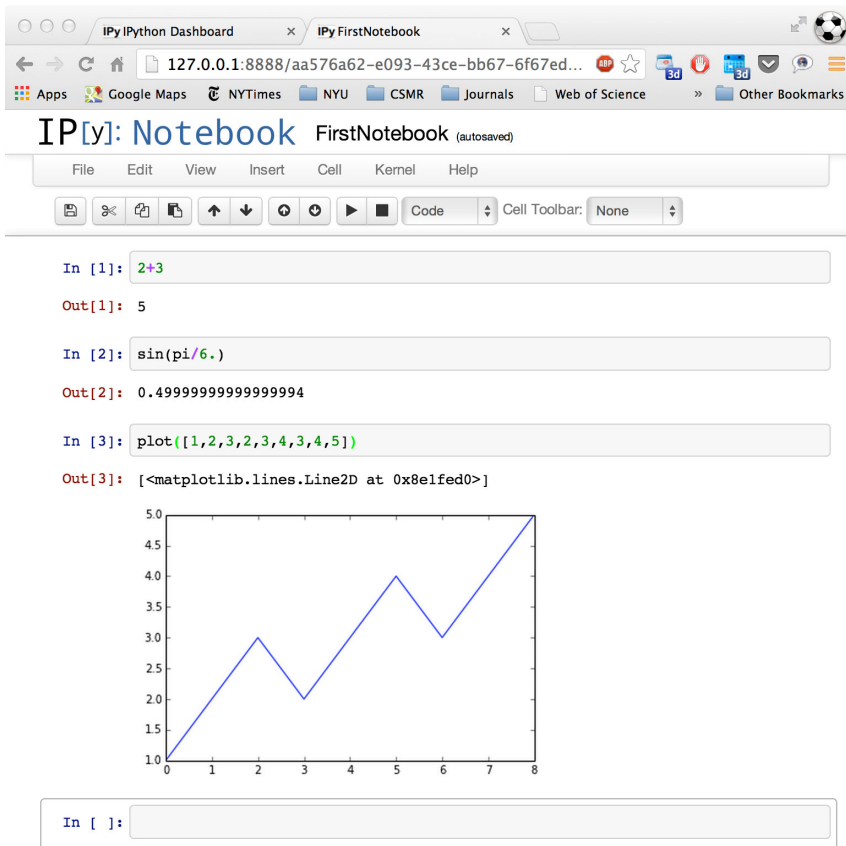 IPy IPython Dashboard × IPy FirstNotebook ×
127.0.0.1:8888/aa576a62-e093-43ce-bb67-6f67ed... ABP 3d 3d
Apps Google Maps NYTimes NYU CSMR Journals Web of Science » Other Bookmarks
IP[y]: Notebook FirstNotebook (autosaved)
File Edit View Insert Cell Kernel Help
Code Cell Toolbar: None
In [1]: 2+3
Out[1]: 5
In [2]: sin(pi/6.)
Out[2]: 0.49999999999999994
In [3]: plot([1,2,3,2,3,4,3,4,5])
Out[3]: [<matplotlib.lines.Line2D at 0x8e1fed0>]
5.0
4.5
4.0
3.5
3.0
2.5
2.0
1.5
1.0
0 1 2 3 4 5 6 7 8
In [ ]: